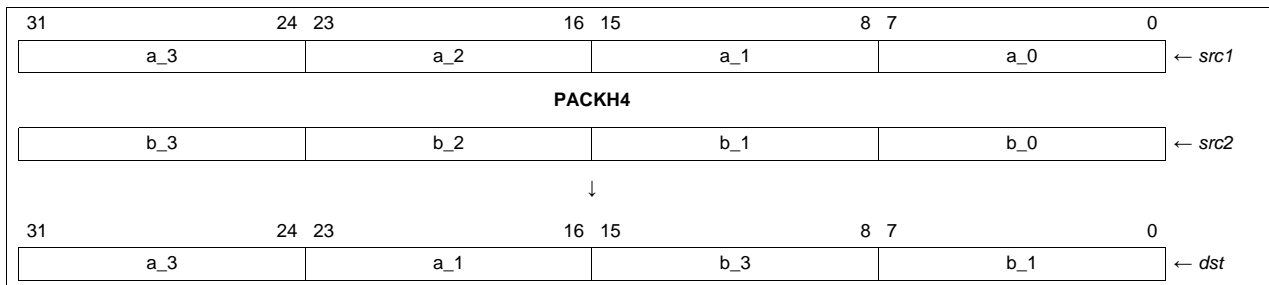 31 24 23 16 15 8 7 0
a_3 a_2 a_1 a_0 ← src1
PACKH4
b_3 b_2 b_1 b_0 ← src2
↓
31 24 23 16 15 8 7 0
a_3 a_1 b_3 b_1 ← dst